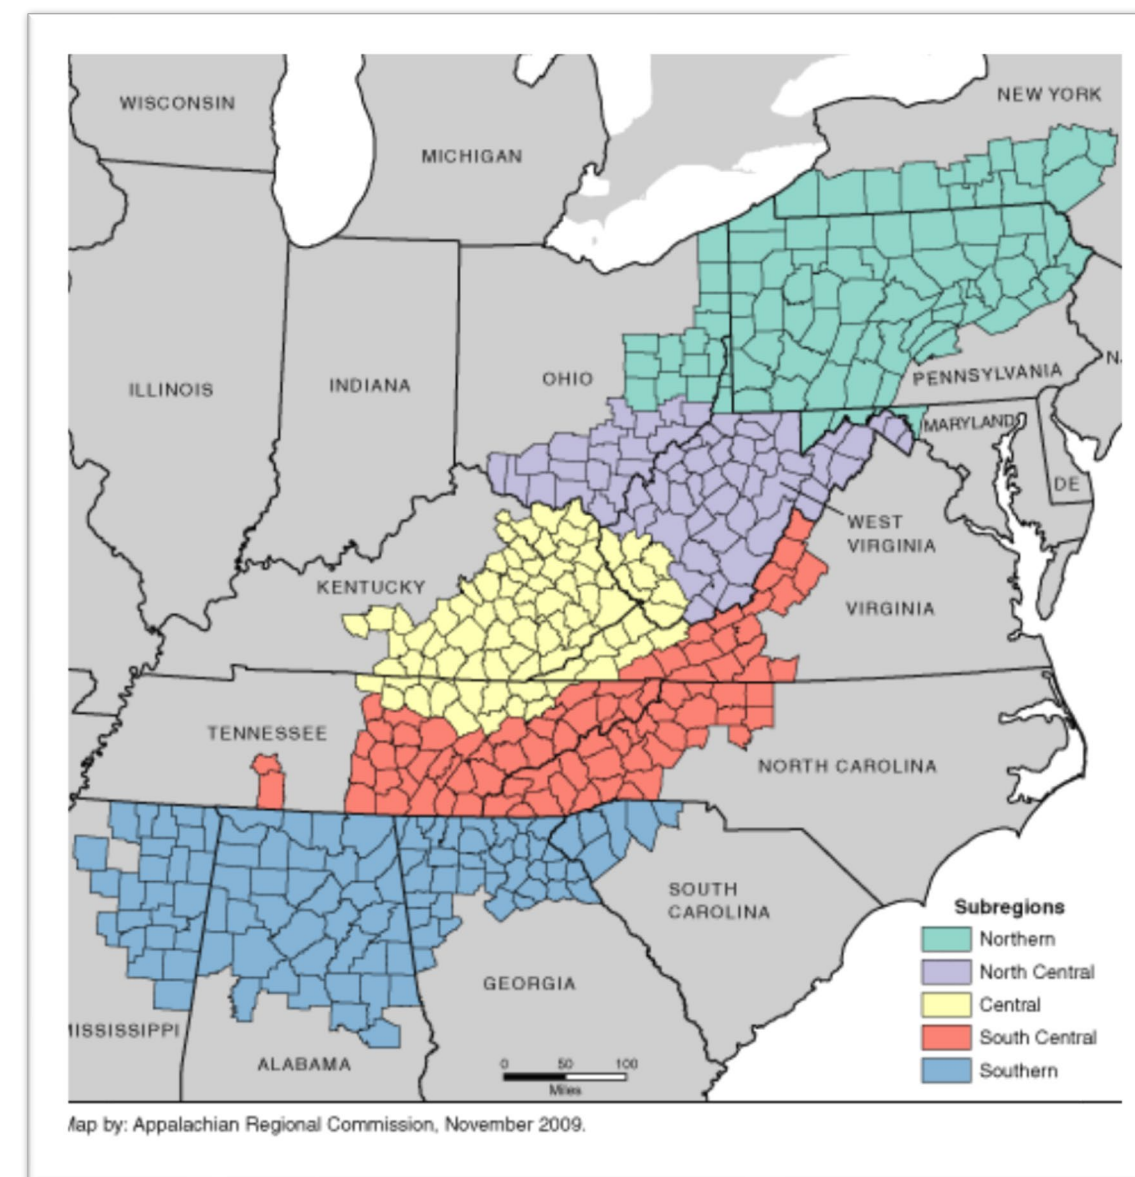 WISCONSIN
NEW YORK
MICHIGAN
ILLINOIS
INDIANA
OHIO
PENNSYLVANIA
N.
MARYLAND
DE
WEST
VIRGINIA
KENTUCKY
VIRGINIA
TENNESSEE
NORTH CAROLINA
SOUTH
CAROLINA
GEORGIA
ISSISSIPPI
ALABAMA
Subregions
Northern
North Central
Central
South Central
Southern
0 50 100
Miles
Map by: Appalachian Regional Commission, November 2009.